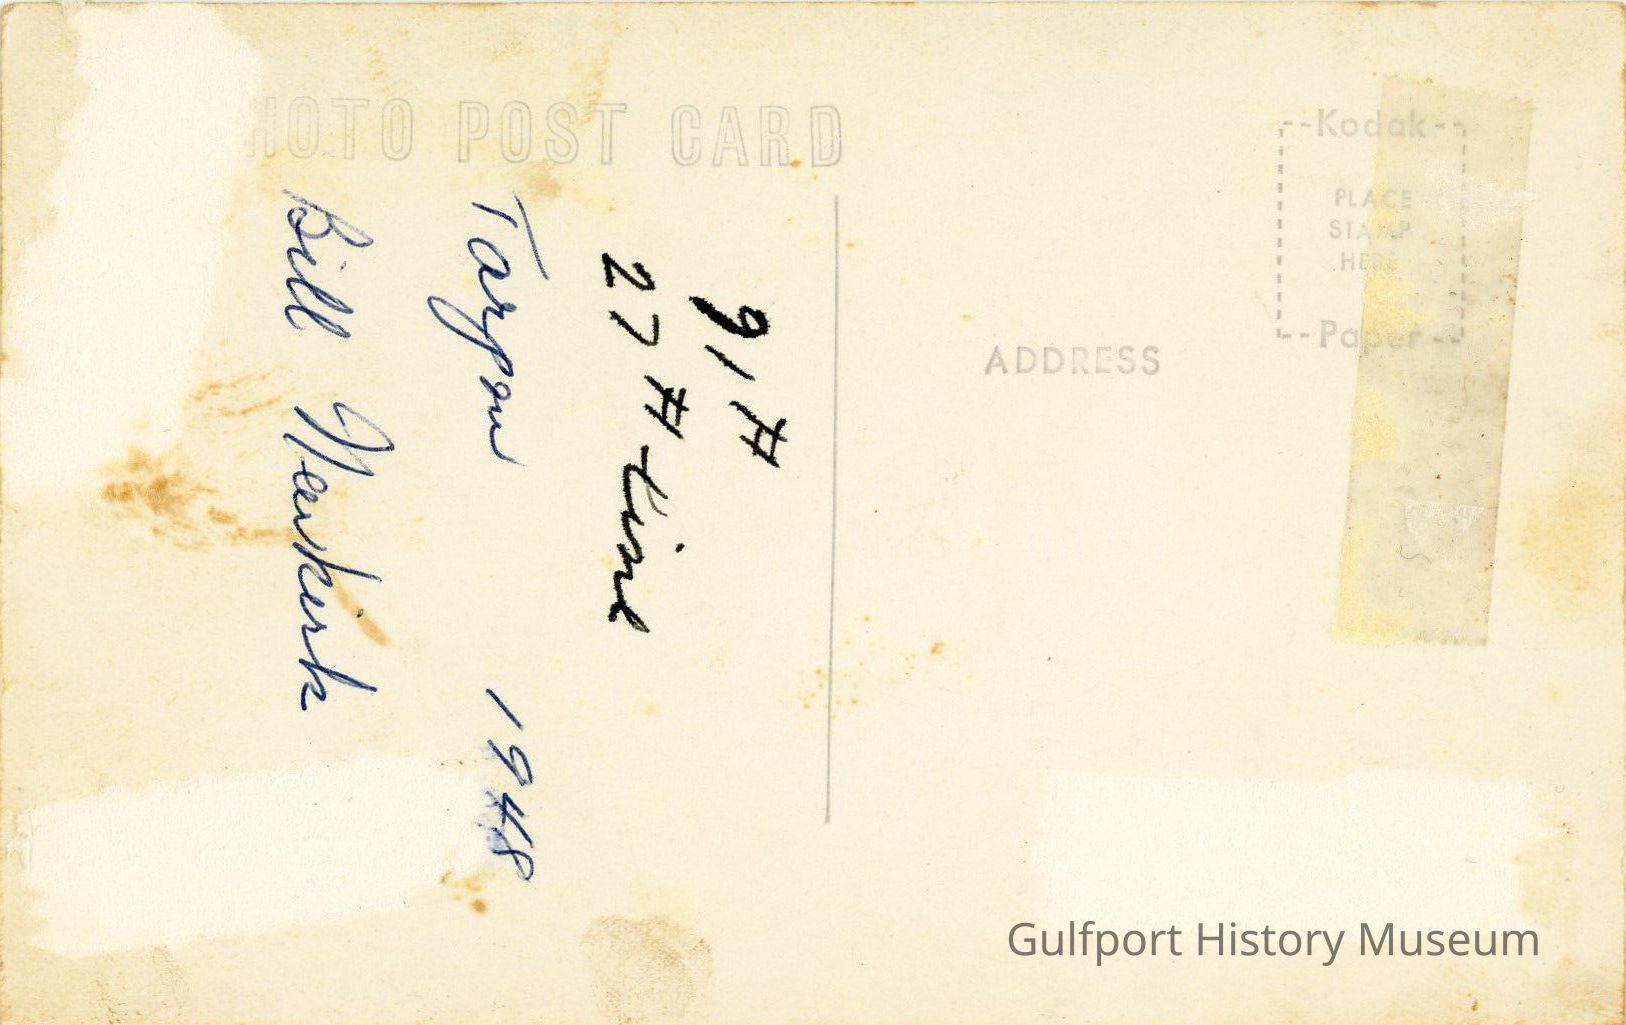 PHOTO POST CARD
--Kodak--
PLACE
STAMP
HERE
--Paper--
ADDRESS
91#
27# line
Tarpon 1948
Bill Newkirk
Gulfport History Museum